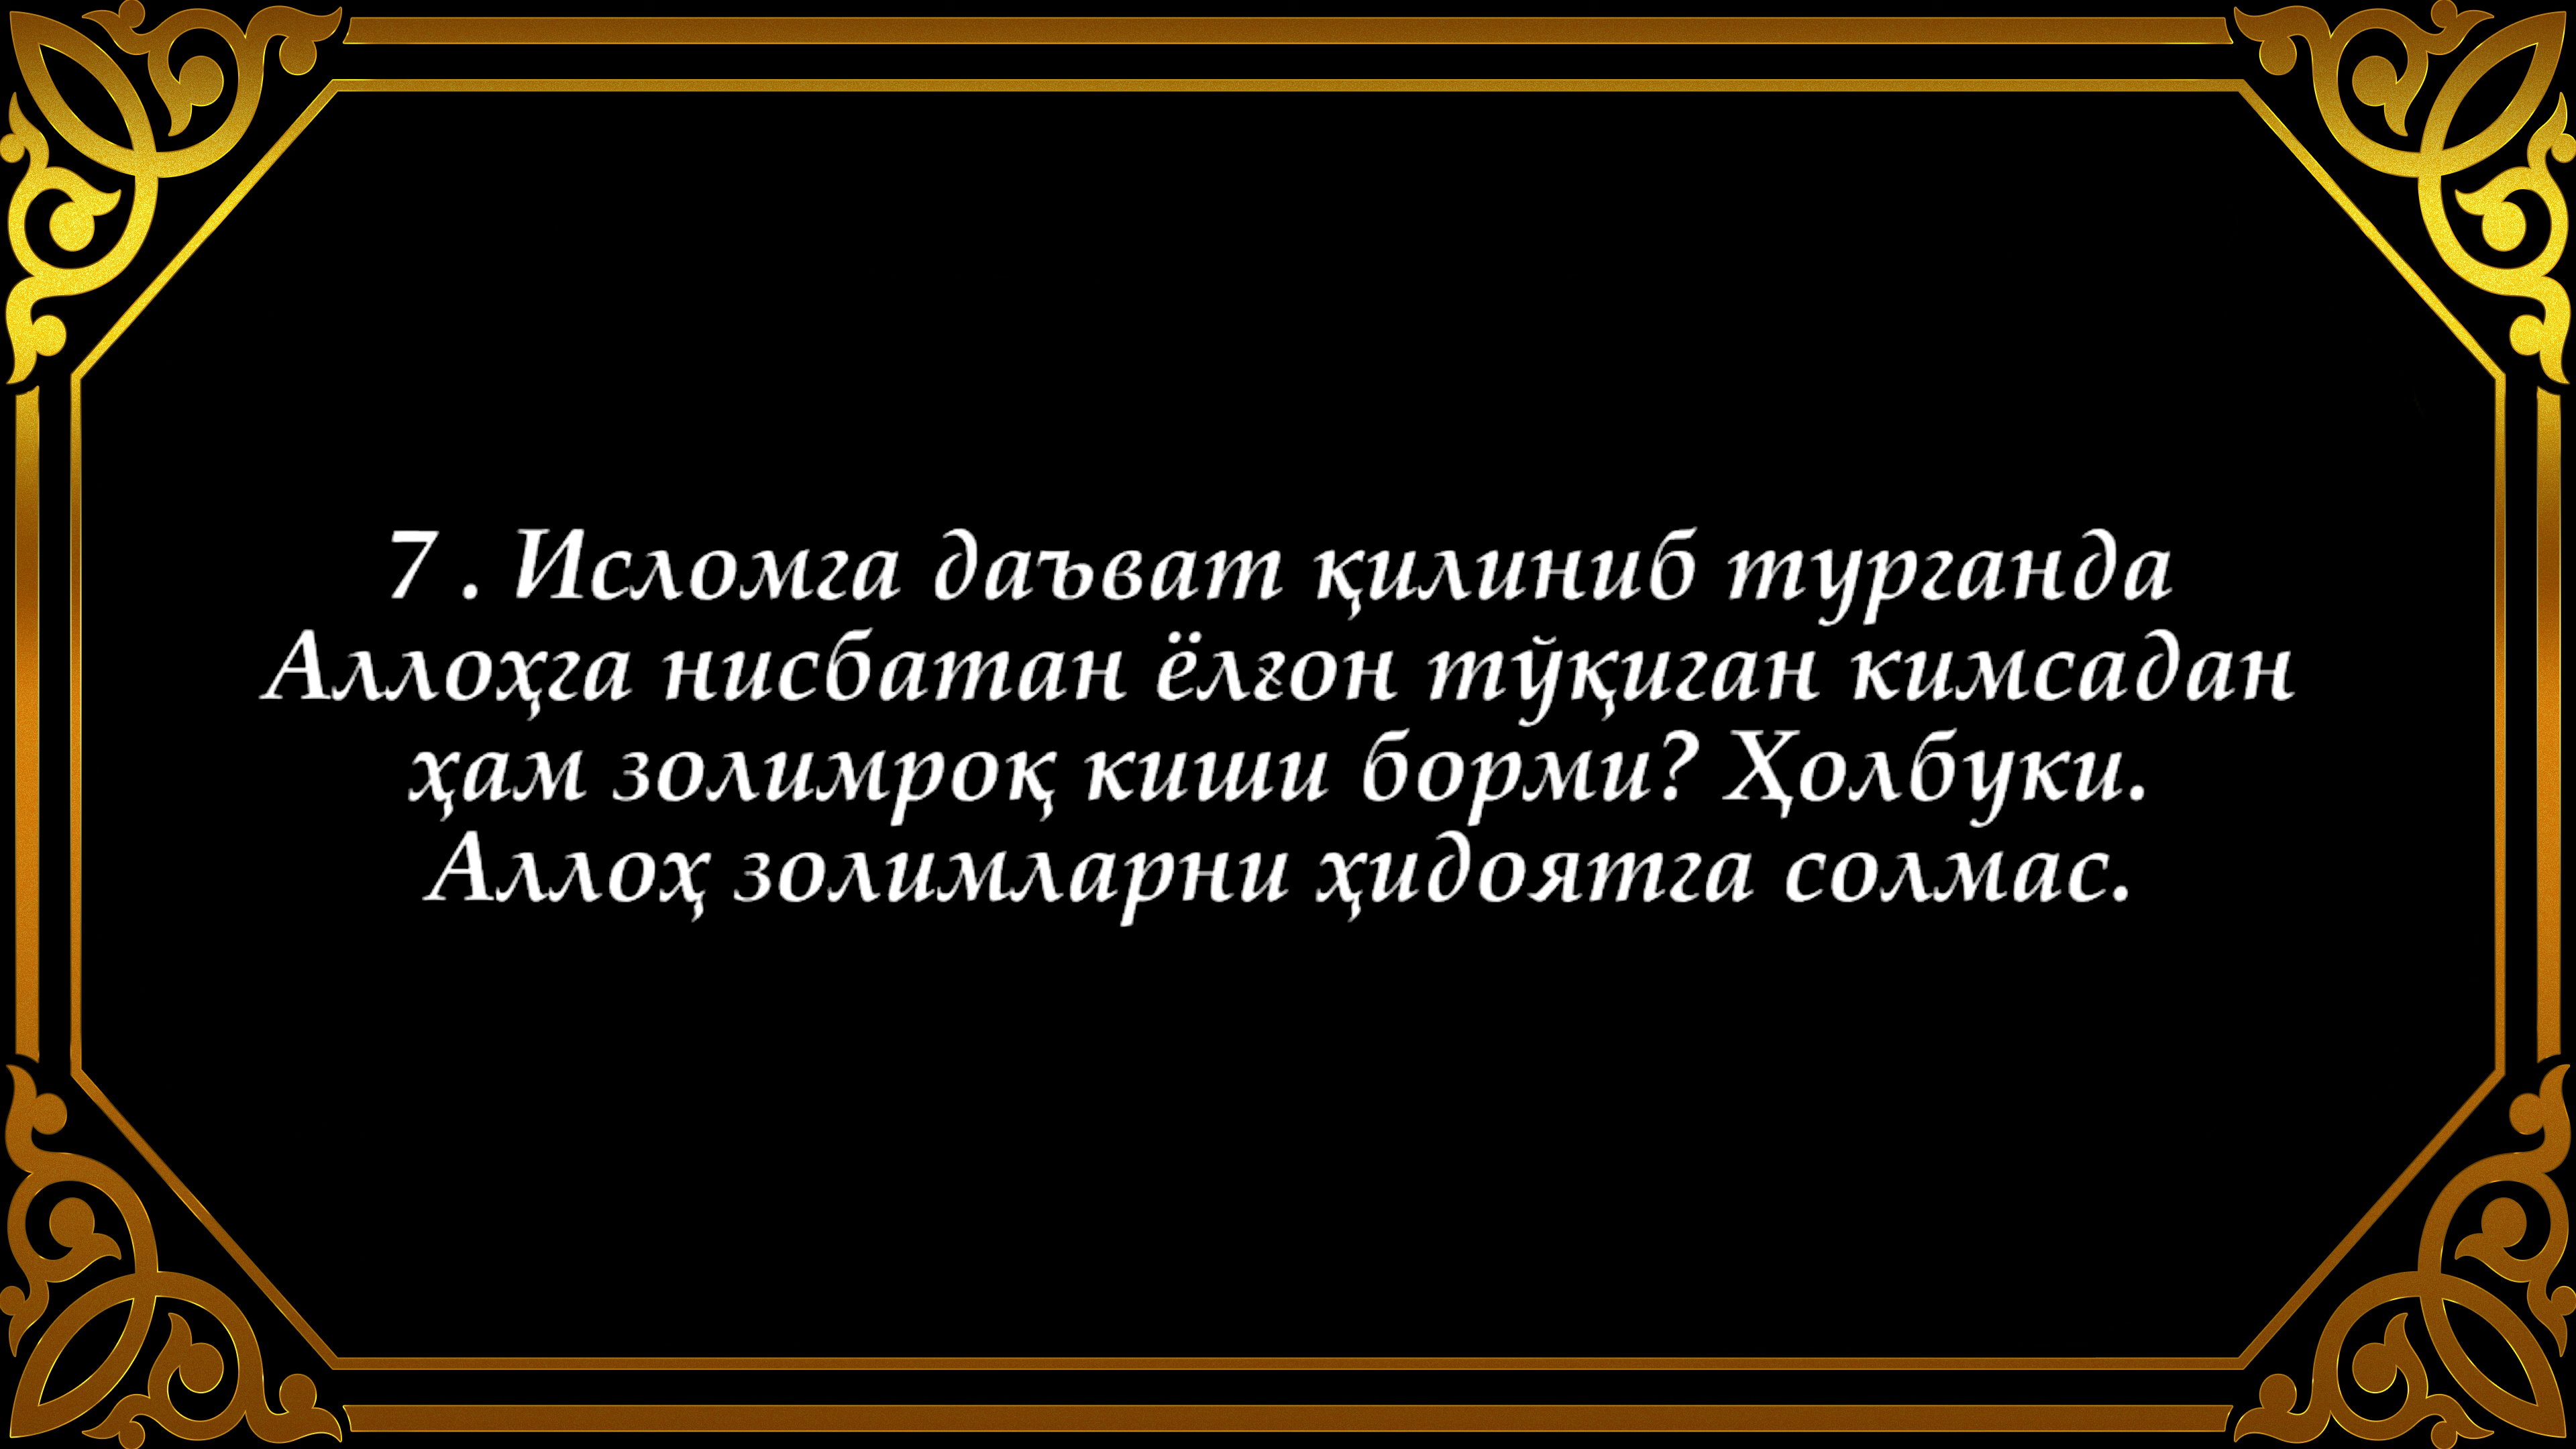 7 . Исломга даъват қилиниб турганда
Аллоҳга нисбатан ёлғон тўқиган кимсадан
ҳам золимроқ киши борми? Ҳолбуки.
Аллоҳ золимларни ҳидоятга солмас.